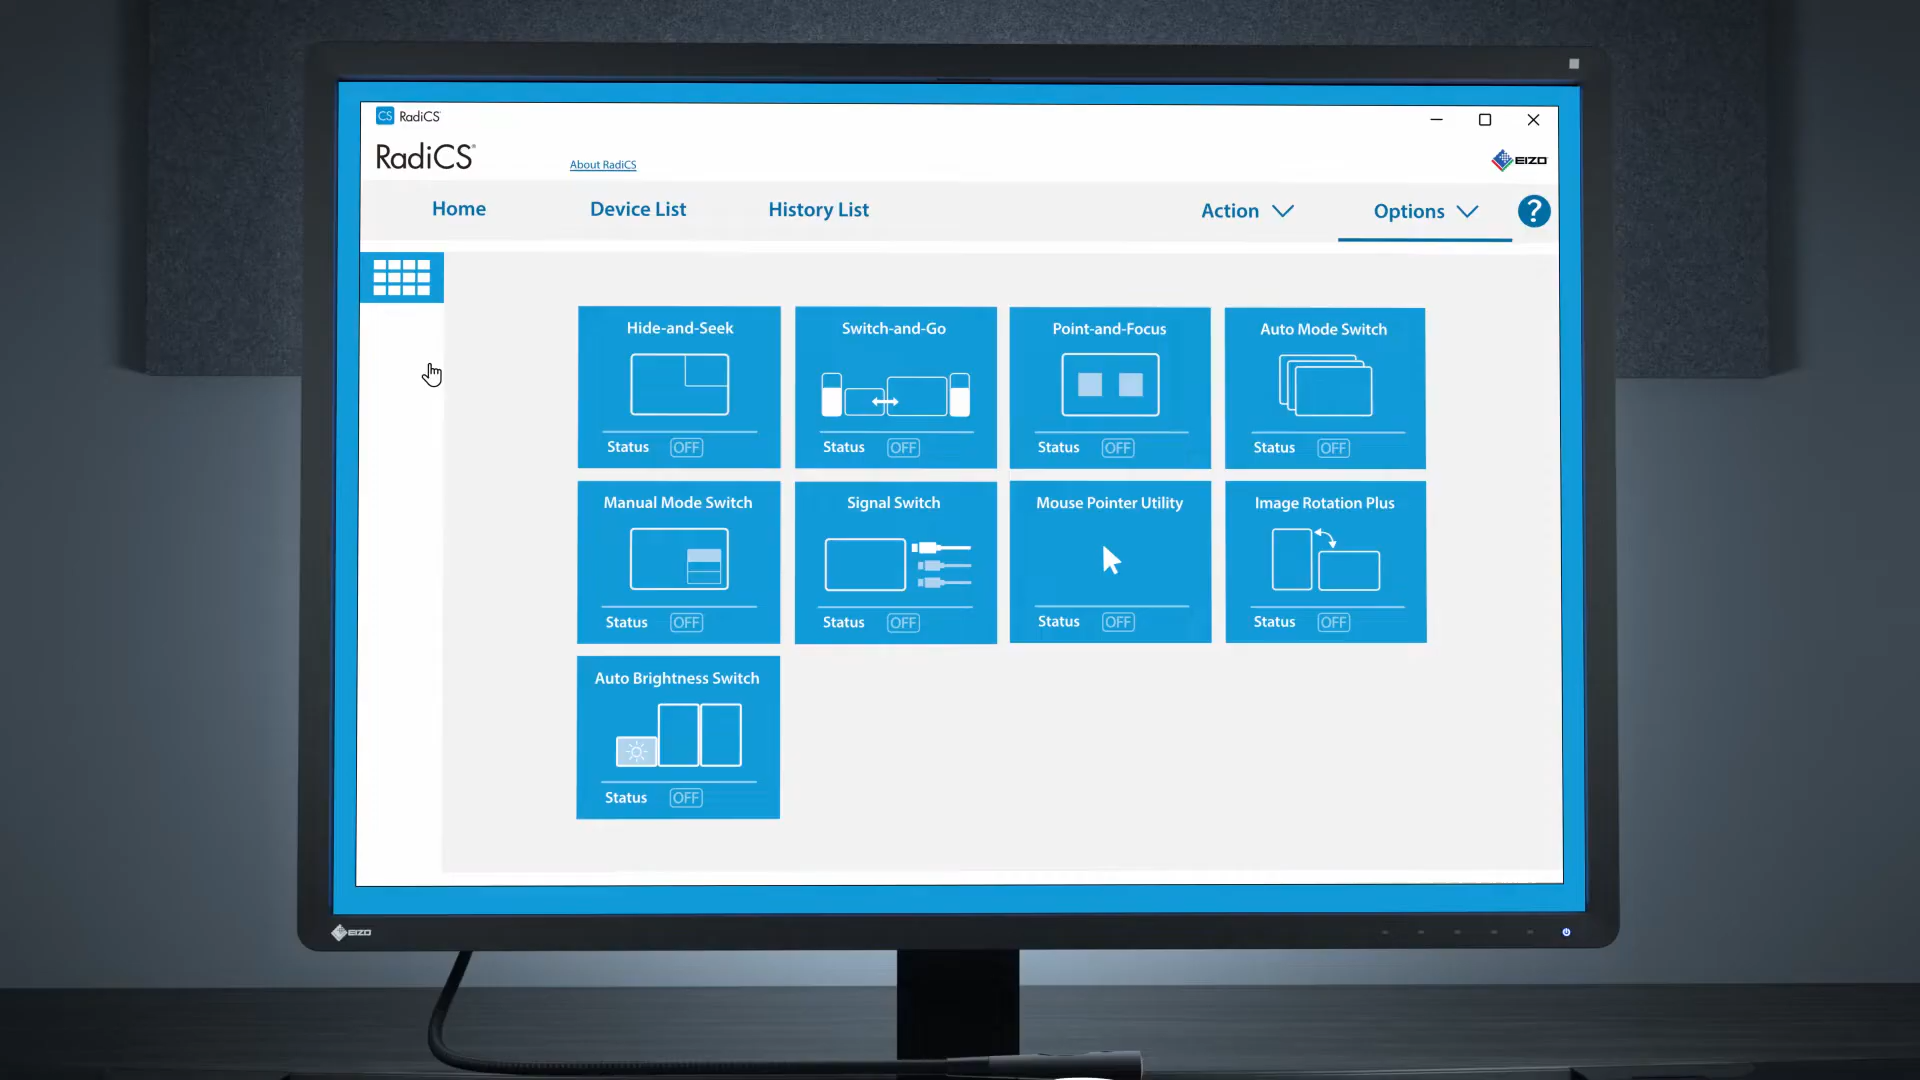 CS RadiCS
RadiCS®
About RadiCS
EIZO
Home
Device List
History List
Action
Options
?
Hide-and-Seek
Switch-and-Go
Point-and-Focus
Auto Mode Switch
Status OFF
Status OFF
Status OFF
Status OFF
Manual Mode Switch
Signal Switch
Mouse Pointer Utility
Image Rotation Plus
Status OFF
Status OFF
Status OFF
Status OFF
Auto Brightness Switch
Status OFF
EIZO